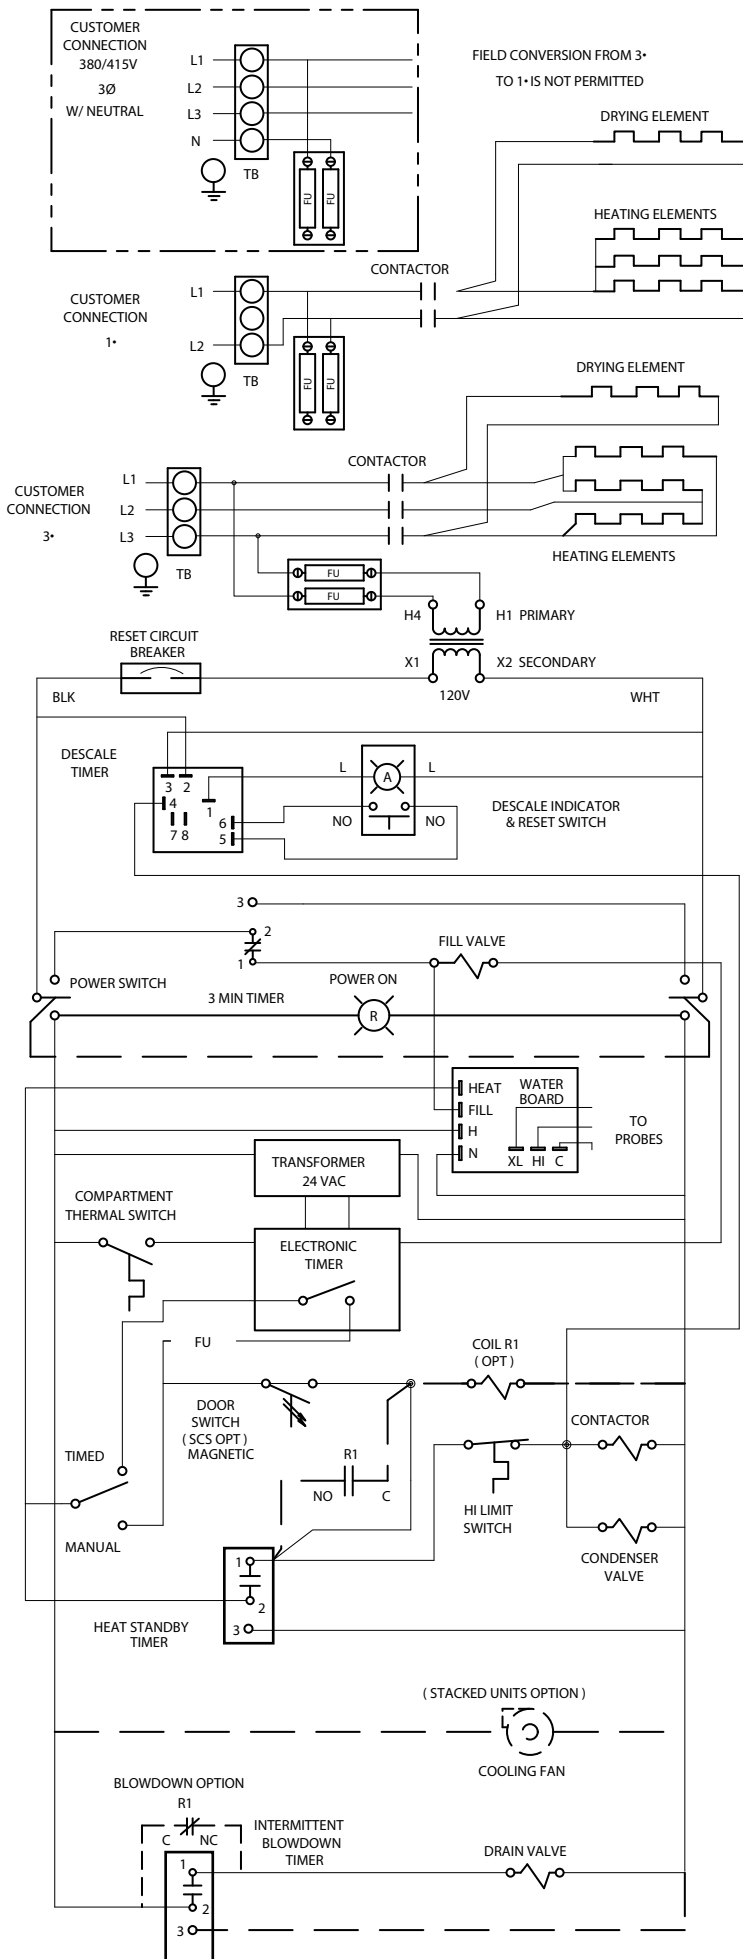 CUSTOMER
CONNECTION
380/415V
3Ø
W/ NEUTRAL
L1
L2
L3
N
TB
FU
FU
FIELD CONVERSION FROM 3•
TO 1• IS NOT PERMITTED
DRYING ELEMENT
HEATING ELEMENTS
CONTACTOR
CUSTOMER
CONNECTION
1•
L1
L2
TB
FU
FU
DRYING ELEMENT
CONTACTOR
CUSTOMER
CONNECTION
3•
L1
L2
L3
TB
HEATING ELEMENTS
FU
FU
H4
H1 PRIMARY
RESET CIRCUIT
BREAKER
X1
X2 SECONDARY
120V
BLK
WHT
DESCALE
TIMER
3 2
4
1
7 8
6
5
L
A
L
NO
NO
DESCALE INDICATOR
& RESET SWITCH
3
2
1
FILL VALVE
POWER SWITCH
3 MIN TIMER
POWER ON
R
HEAT
FILL
H
N
WATER
BOARD
XL HI C
TO
PROBES
TRANSFORMER
24 VAC
COMPARTMENT
THERMAL SWITCH
ELECTRONIC
TIMER
FU
COIL R1
( OPT )
DOOR
SWITCH
( SCS OPT )
MAGNETIC
CONTACTOR
TIMED
MANUAL
R1
NO
C
HI LIMIT
SWITCH
CONDENSER
VALVE
1
2
3
HEAT STANDBY
TIMER
( STACKED UNITS OPTION )
COOLING FAN
BLOWDOWN OPTION
R1
C
NC
INTERMITTENT
BLOWDOWN
TIMER
DRAIN VALVE
1
2
3